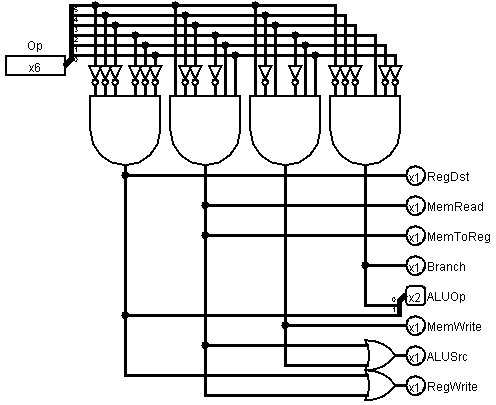 5
4
3
2
1
0
Op
x6
x1 RegDst
x1 MemRead
x1 MemToReg
x1 Branch
0
x2 ALUOp
1
x1 MemWrite
x1 ALUSrc
x1 RegWrite